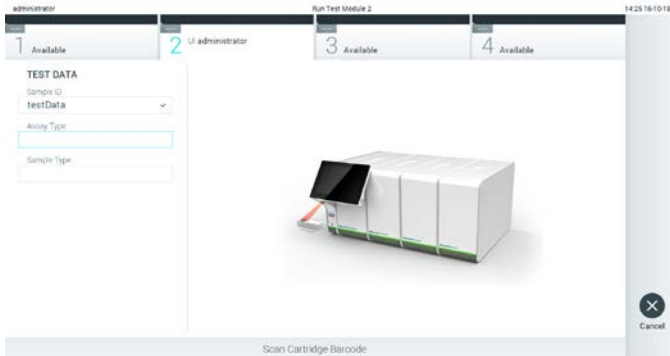 administrator
Run Test Module 2
14:25 16-10-18
1 Available
2 UI administrator
3 Available
4 Available
TEST DATA
Sample ID
testData
Assay Type
Sample Type
Cancel
Scan Cartridge Barcode